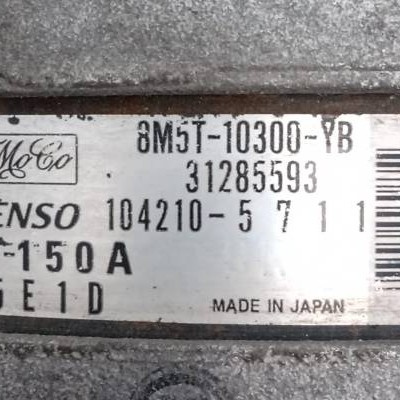 MoCo
8M5T-10300-YB
31285593
ENSO 104210-5711
-150A
5E1D
MADE IN JAPAN